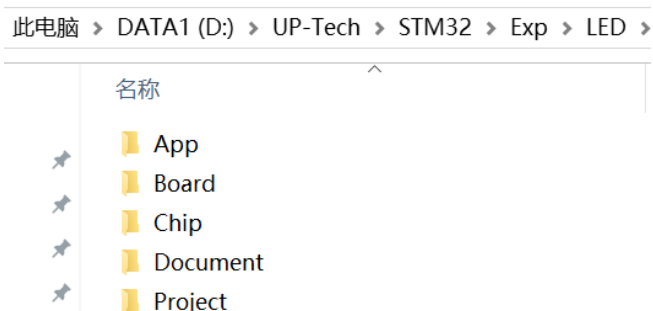 此电脑 > DATA1 (D:) > UP-Tech > STM32 > Exp > LED >
名称
App
Board
Chip
Document
Project